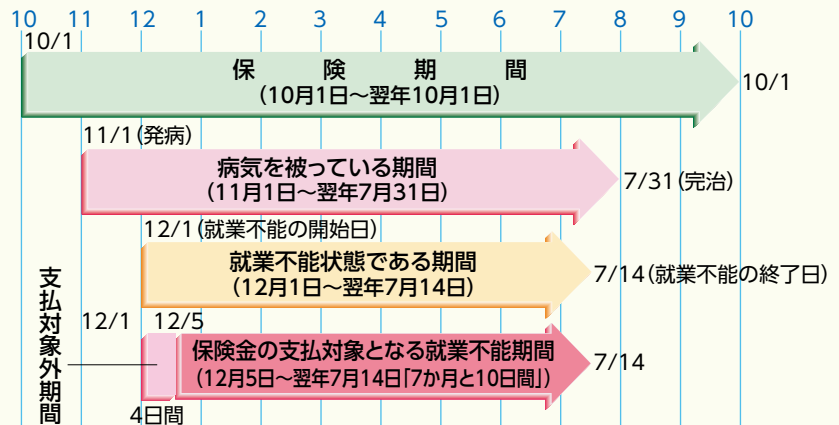 10 11 12 1 2 3 4 5 6 7 8 9 10
10/1
保険期間
(10月1日～翌年10月1日)
10/1
11/1(発病)
病気を被っている期間
(11月1日～翌年7月31日)
7/31(完治)
12/1(就業不能の開始日)
就業不能状態である期間
(12月1日～翌年7月14日)
7/14(就業不能の終了日)
支払対象外期間
12/1 12/5
保険金の支払対象となる就業不能期間
(12月5日～翌年7月14日「7か月と10日間」)
7/14
4日間